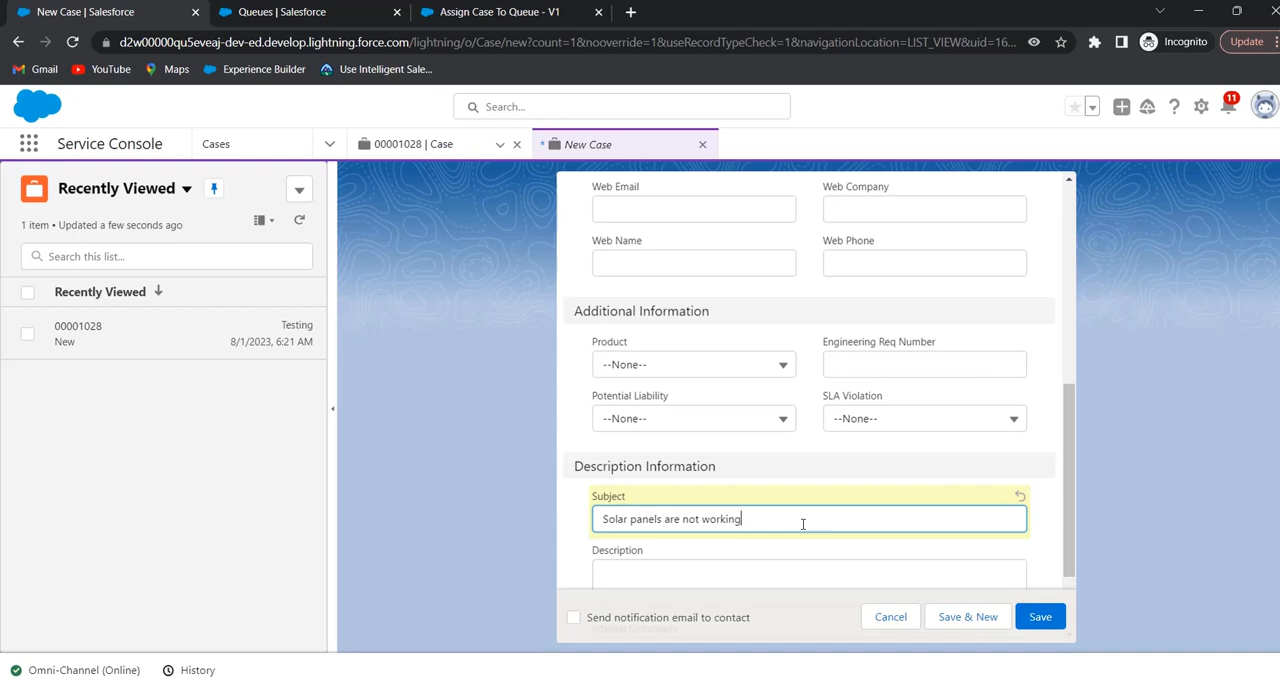 New Case | Salesforce
Queues | Salesforce
Assign Case To Queue - V1
d2w00000qu5eveaj-dev-ed.develop.lightning.force.com/lightning/o/Case/new?count=1&nooverride=1&useRecordTypeCheck=1&navigationLocation=LIST_VIEW&uid=16...
Incognito
Update
Gmail
YouTube
Maps
Experience Builder
Use Intelligent Sale...
Search...
11
Service Console
Cases
00001028 | Case
* New Case
Recently Viewed
1 item • Updated a few seconds ago
Search this list...
Recently Viewed
00001028
Testing
New
8/1/2023, 6:21 AM
Web Email
Web Company
Web Name
Web Phone
Additional Information
Product
Engineering Req Number
--None--
Potential Liability
SLA Violation
--None--
--None--
Description Information
Subject
Solar panels are not working
Description
Send notification email to contact
Cancel
Save & New
Save
Omni-Channel (Online)
History